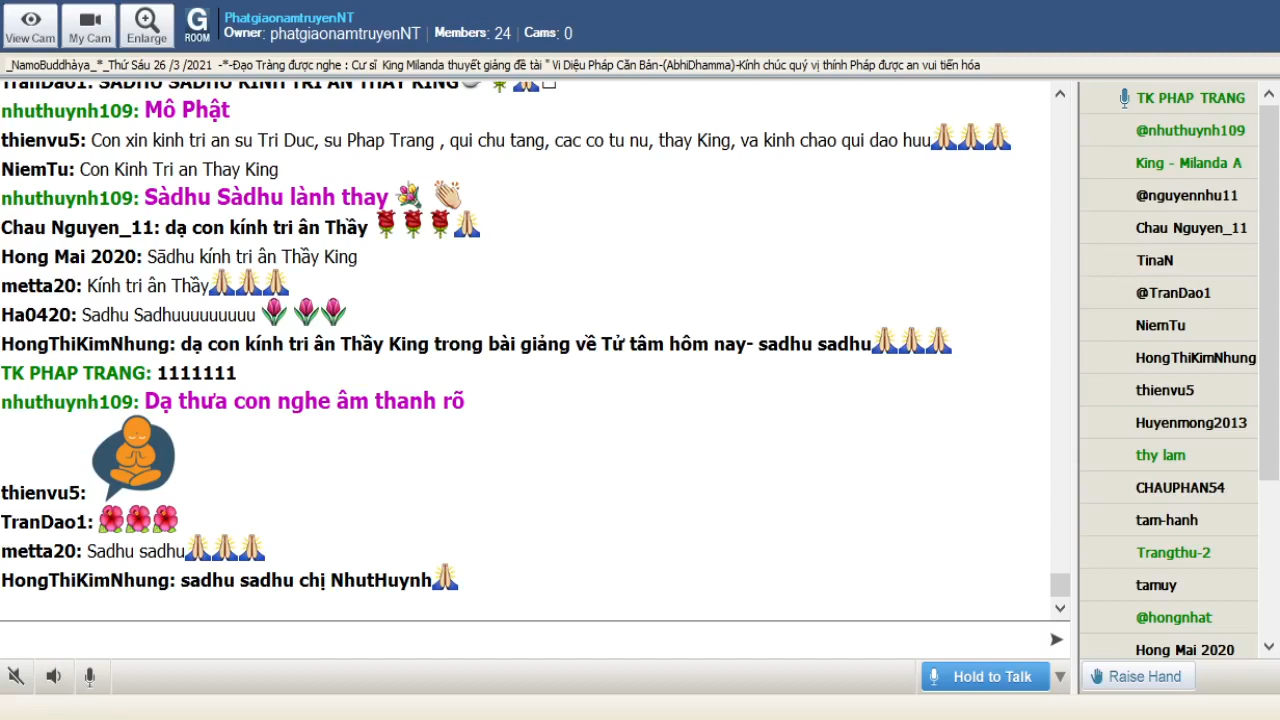 View Cam
My Cam
Enlarge
G
ROOM
PhatgiaonamtruyenNT
Owner: phatgiaonamtruyenNT | Members: 24 | Cams: 0
_NamoBuddhàya_*_Thứ Sáu 26 /3 /2021 -*-Đạo Tràng được nghe : Cư sĩ King Milanda thuyết giảng đề tài " Vi Diệu Pháp Căn Bản-(AbhiDhamma)-Kính chúc quý vị thính Pháp được an vui tiến hóa
TranDao1: SADHU SADHU KINH TRI AN THAY KING
nhuthuynh109: Mô Phật
thienvu5: Con xin kinh tri an su Tri Duc, su Phap Trang , qui chu tang, cac co tu nu, thay King, va kinh chao qui dao huu
NiemTu: Con Kinh Tri an Thay King
nhuthuynh109: Sàdhu Sàdhu lành thay
Chau Nguyen_11: dạ con kính tri ân Thầy
Hong Mai 2020: Sādhu kính tri ân Thầy King
metta20: Kính tri ân Thầy
Ha0420: Sadhu Sadhuuuuuuuuu
HongThiKimNhung: dạ con kính tri ân Thầy King trong bài giảng về Tử tâm hôm nay- sadhu sadhu
TK PHAP TRANG: 1111111
nhuthuynh109: Dạ thưa con nghe âm thanh rõ
thienvu5:
TranDao1:
metta20: Sadhu sadhu
HongThiKimNhung: sadhu sadhu chị NhutHuynh
TK PHAP TRANG
@nhuthuynh109
King - Milanda A
@nguyennhu11
Chau Nguyen_11
TinaN
@TranDao1
NiemTu
HongThiKimNhung
thienvu5
Huyenmong2013
thy lam
CHAUPHAN54
tam-hanh
Trangthu-2
tamuy
@hongnhat
Hong Mai 2020
Hold to Talk
Raise Hand